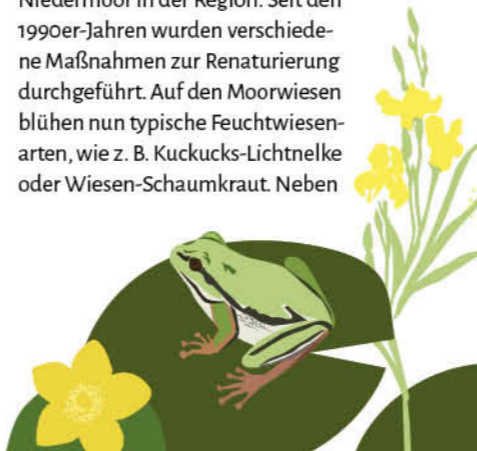 Niedermoor in der Region. Seit den
1990er-Jahren wurden verschiede-
ne Maßnahmen zur Renaturierung
durchgeführt. Auf den Moorwiesen
blühen nun typische Feuchtwiesen-
arten, wie z. B. Kuckucks-Lichtnelke
oder Wiesen-Schaumkraut. Neben